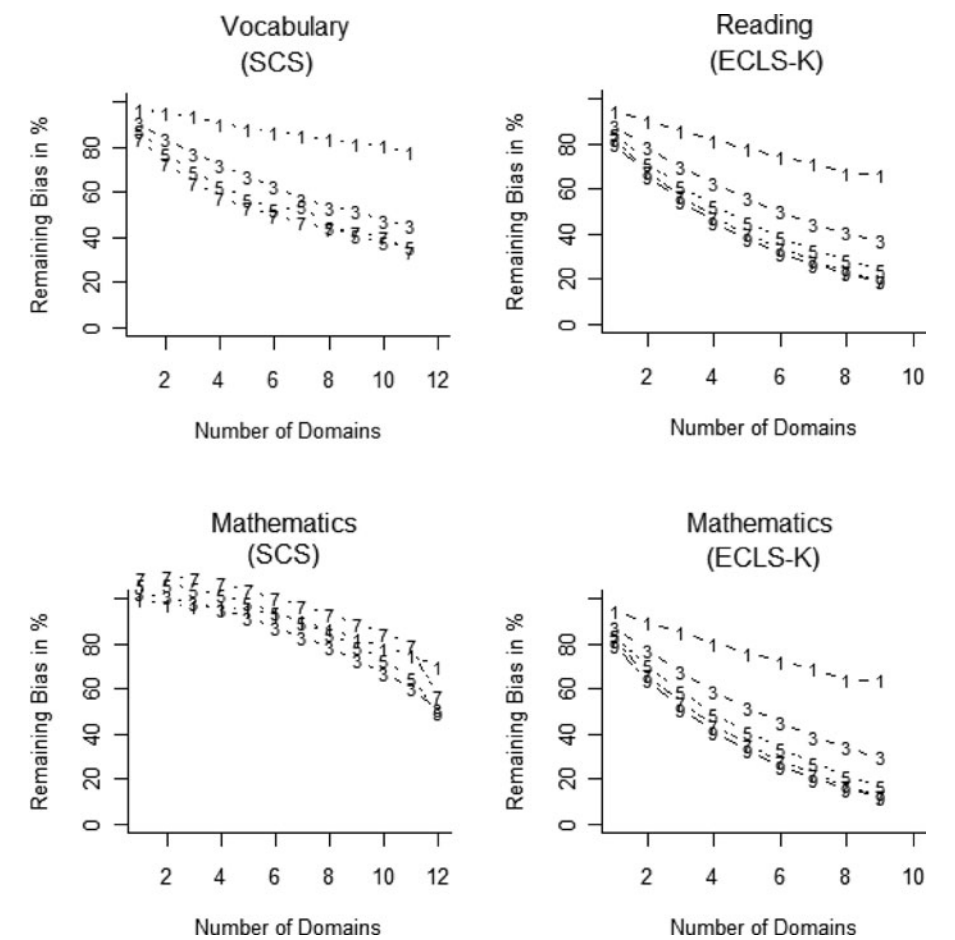 Vocabulary
(SCS)
Remaining Bias in %
0 20 40 60 80
2 4 6 8 10 12
Number of Domains
Reading
(ECLS-K)
Remaining Bias in %
0 20 40 60 80
2 4 6 8 10
Number of Domains
Mathematics
(SCS)
Remaining Bias in %
0 20 40 60 80
2 4 6 8 10 12
Number of Domains
Mathematics
(ECLS-K)
Remaining Bias in %
0 20 40 60 80
2 4 6 8 10
Number of Domains